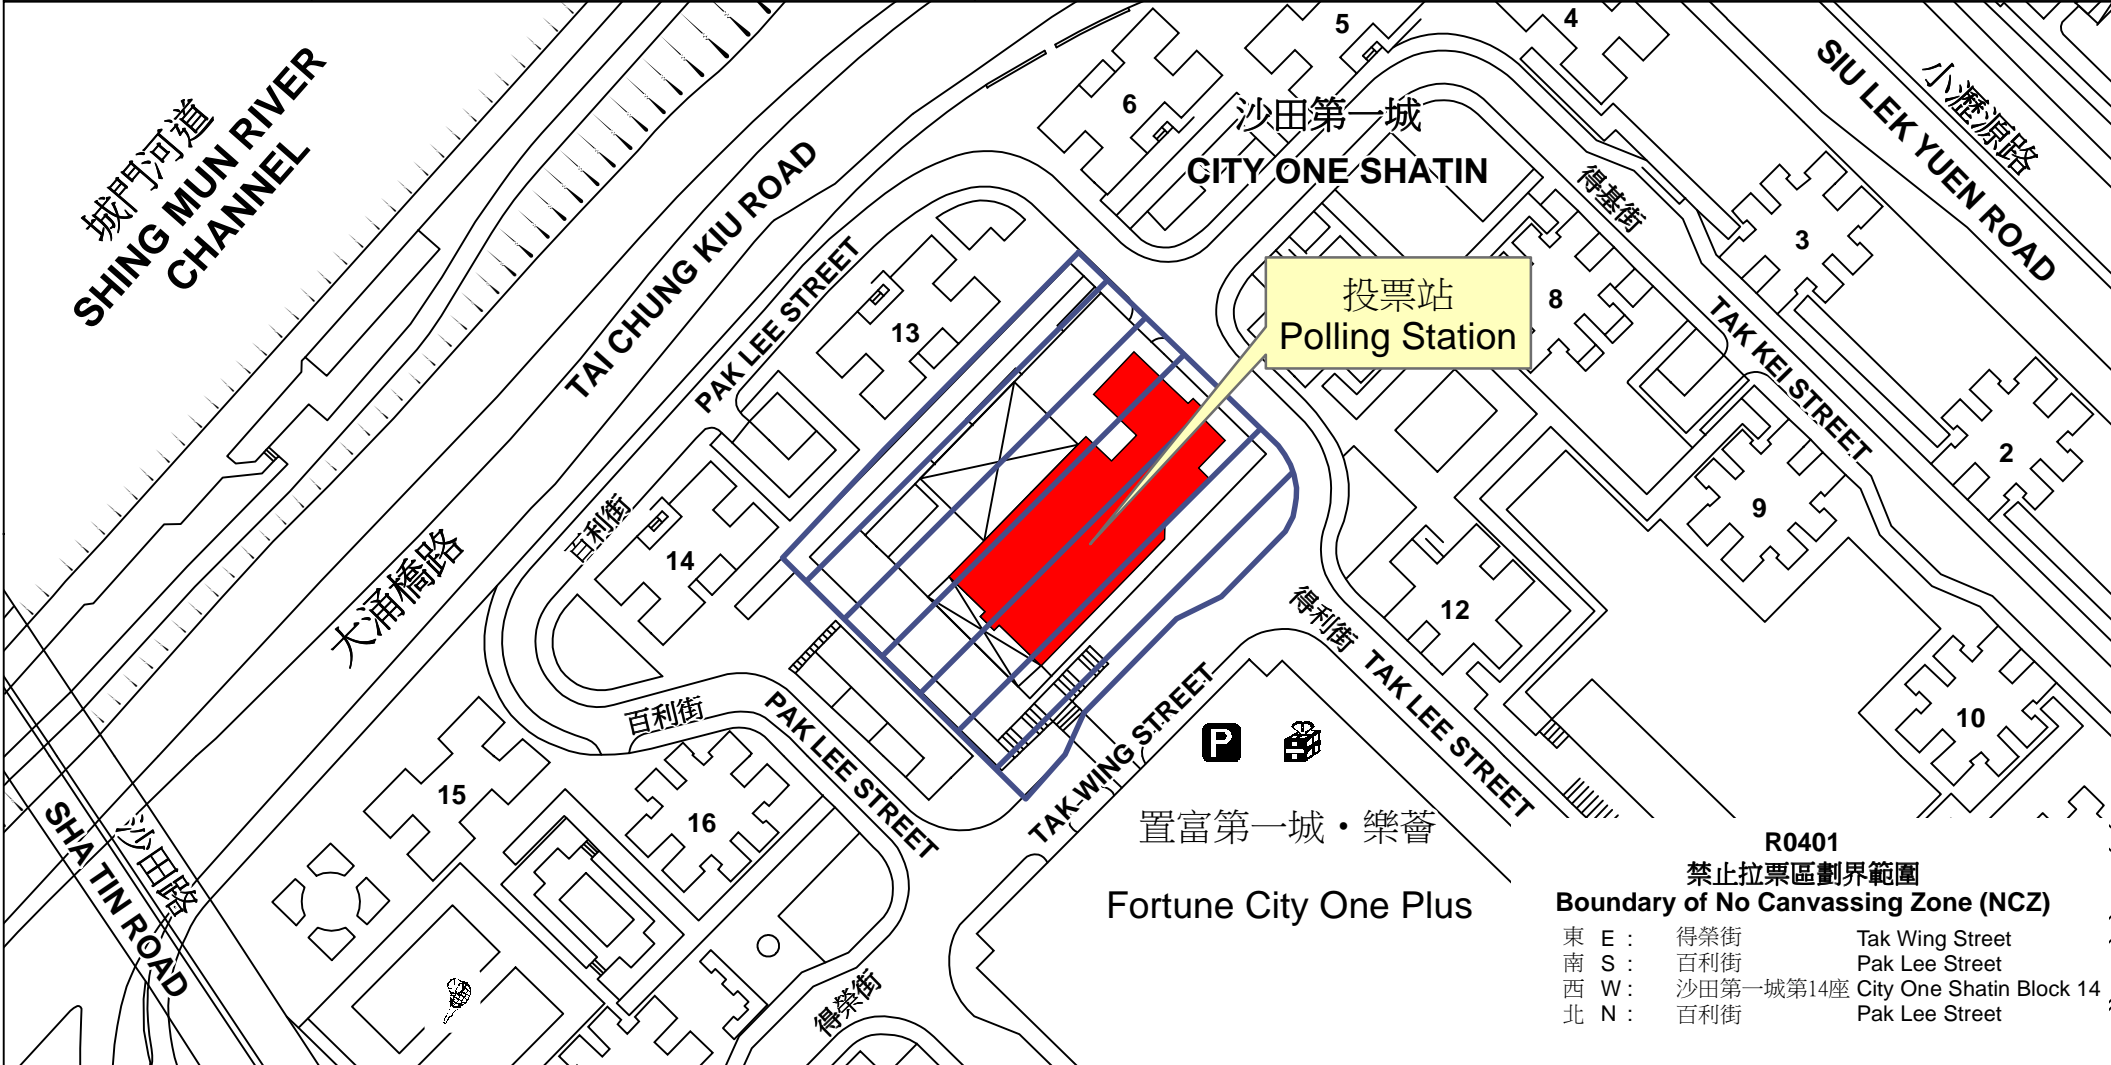 5
4
小瀝源路
SIU LEK YUEN ROAD
城門河道
SHING MUN RIVER
CHANNEL
6
沙田第一城
CITY ONE SHATIN
得基街
3
TAI CHUNG KIU ROAD
PAK LEE STREET
13
投票站
Polling Station
8
TAK KEI STREET
2
百利街
14
9
大涌橋路
12
得利街
TAK LEE STREET
10
百利街
PAK LEE STREET
TAK WING STREET
P
15
16
沙田路
SHA TIN ROAD
置富第一城・樂薈
Fortune City One Plus
得榮街
R0401
禁止拉票區劃界範圍
Boundary of No Canvassing Zone (NCZ)
東 E : 得榮街 Tak Wing Street
南 S : 百利街 Pak Lee Street
西 W : 沙田第一城第14座 City One Shatin Block 14
北 N : 百利街 Pak Lee Street